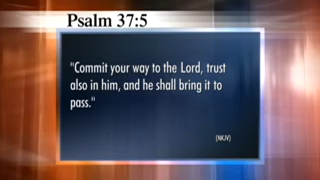 Psalm 37:5
"Commit your way to the Lord, trust
also in him, and he shall bring it to
pass."
(NKJV)